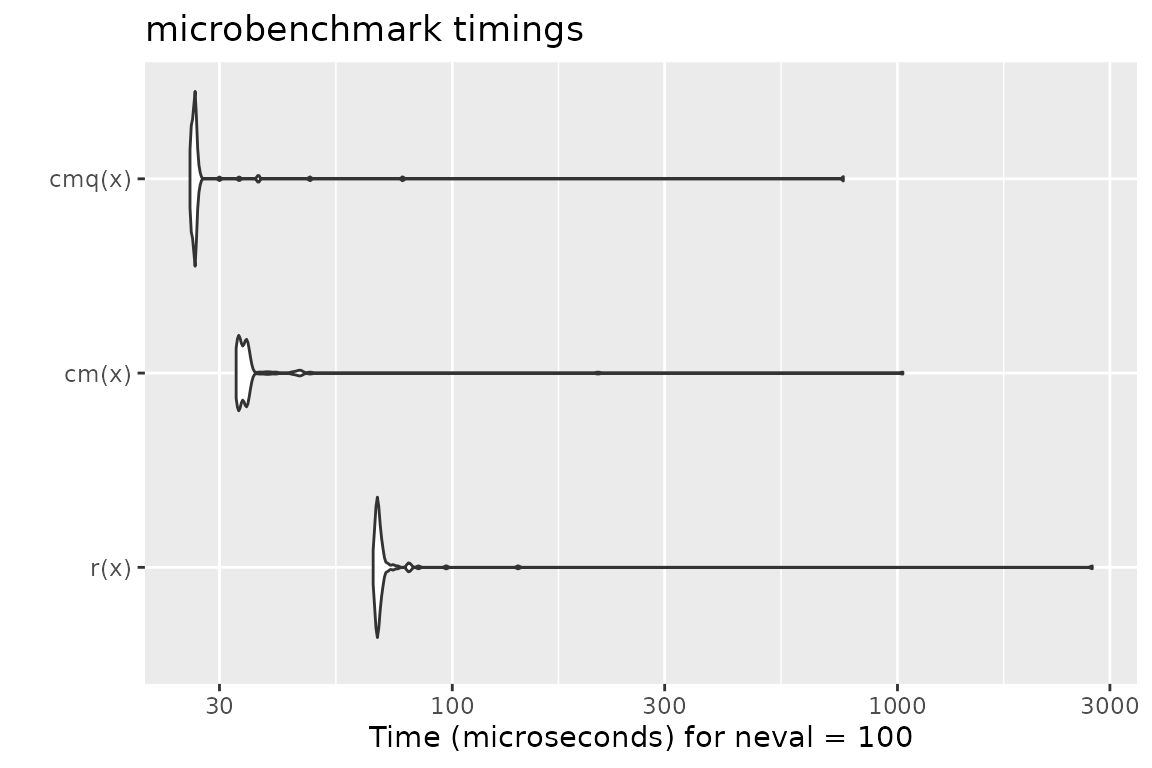 microbenchmark timings
cmq(x)
cm(x)
r(x)
30 100 300 1000 3000
Time (microseconds) for neval = 100